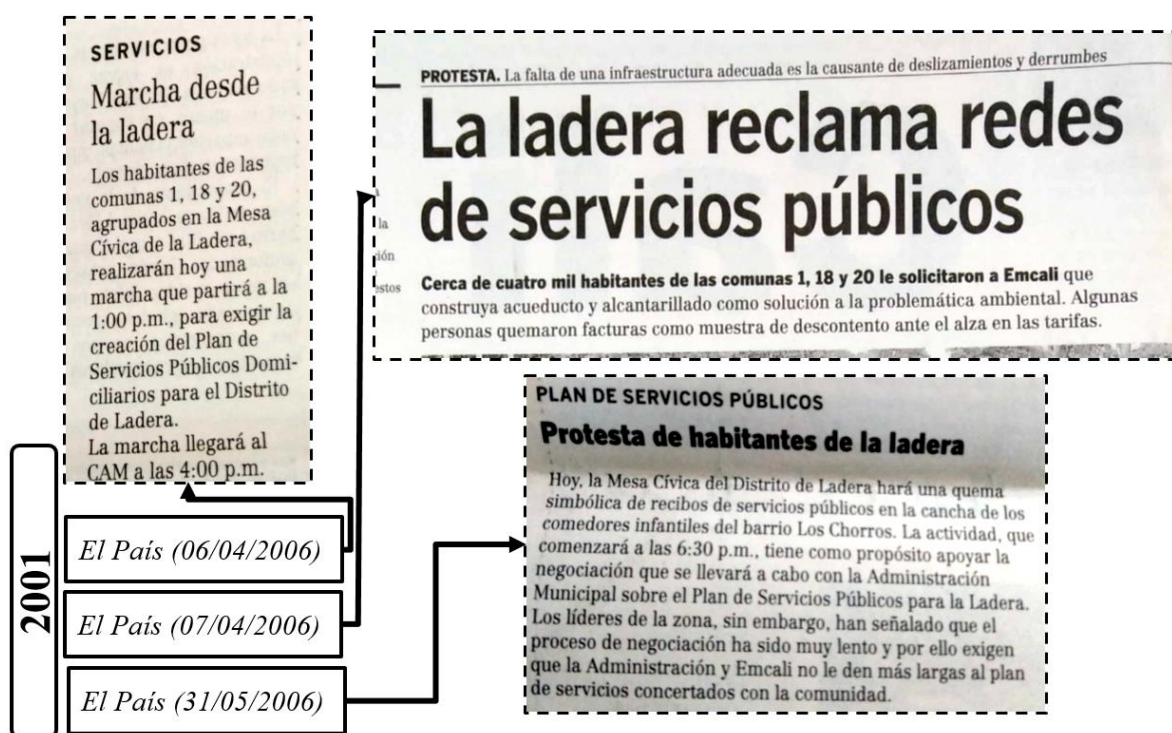 SERVICIOS
Marcha desde
la ladera
Los habitantes de las
comunas 1, 18 y 20,
agrupados en la Mesa
Cívica de la Ladera,
realizarán hoy una
marcha que partirá a la
1:00 p.m., para exigir la
creación del Plan de
Servicios Públicos Domi-
ciliarios para el Distrito
de Ladera.
La marcha llegará al
CAM a las 4:00 p.m.
PROTESTA. La falta de una infraestructura adecuada es la causante de deslizamientos y derrumbes
La ladera reclama redes
de servicios públicos
a
la
ión
estos
Cerca de cuatro mil habitantes de las comunas 1, 18 y 20 le solicitaron a Emcali que
construya acueducto y alcantarillado como solución a la problemática ambiental. Algunas
personas quemaron facturas como muestra de descontento ante el alza en las tarifas.
PLAN DE SERVICIOS PÚBLICOS
Protesta de habitantes de la ladera
Hoy, la Mesa Cívica del Distrito de Ladera hará una quema
simbólica de recibos de servicios públicos en la cancha de los
comedores infantiles del barrio Los Chorros. La actividad, que
comenzará a las 6:30 p.m., tiene como propósito apoyar la
negociación que se llevará a cabo con la Administración
Municipal sobre el Plan de Servicios Públicos para la Ladera.
Los líderes de la zona, sin embargo, han señalado que el
proceso de negociación ha sido muy lento y por ello exigen
que la Administración y Emcali no le den más largas al plan
de servicios concertados con la comunidad.
2001
El País (06/04/2006)
El País (07/04/2006)
El País (31/05/2006)